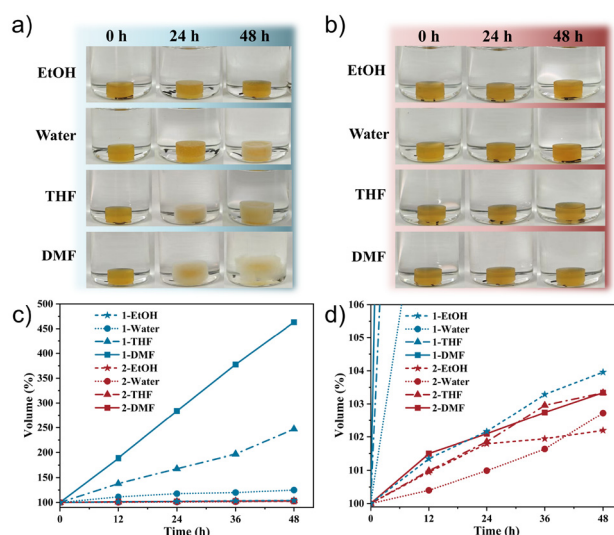 a)
0 h 24 h 48 h
EtOH
Water
THF
DMF
b)
0 h 24 h 48 h
EtOH
Water
THF
DMF
c)
500
450
400
350
300
250
200
150
100
Volume (%)
1-EtOH
1-Water
1-THF
1-DMF
2-EtOH
2-Water
2-THF
2-DMF
0 12 24 36 48
Time (h)
d)
106
105
104
103
102
101
100
Volume (%)
1-EtOH
1-Water
1-THF
1-DMF
2-EtOH
2-Water
2-THF
2-DMF
0 12 24 36 48
Time (h)